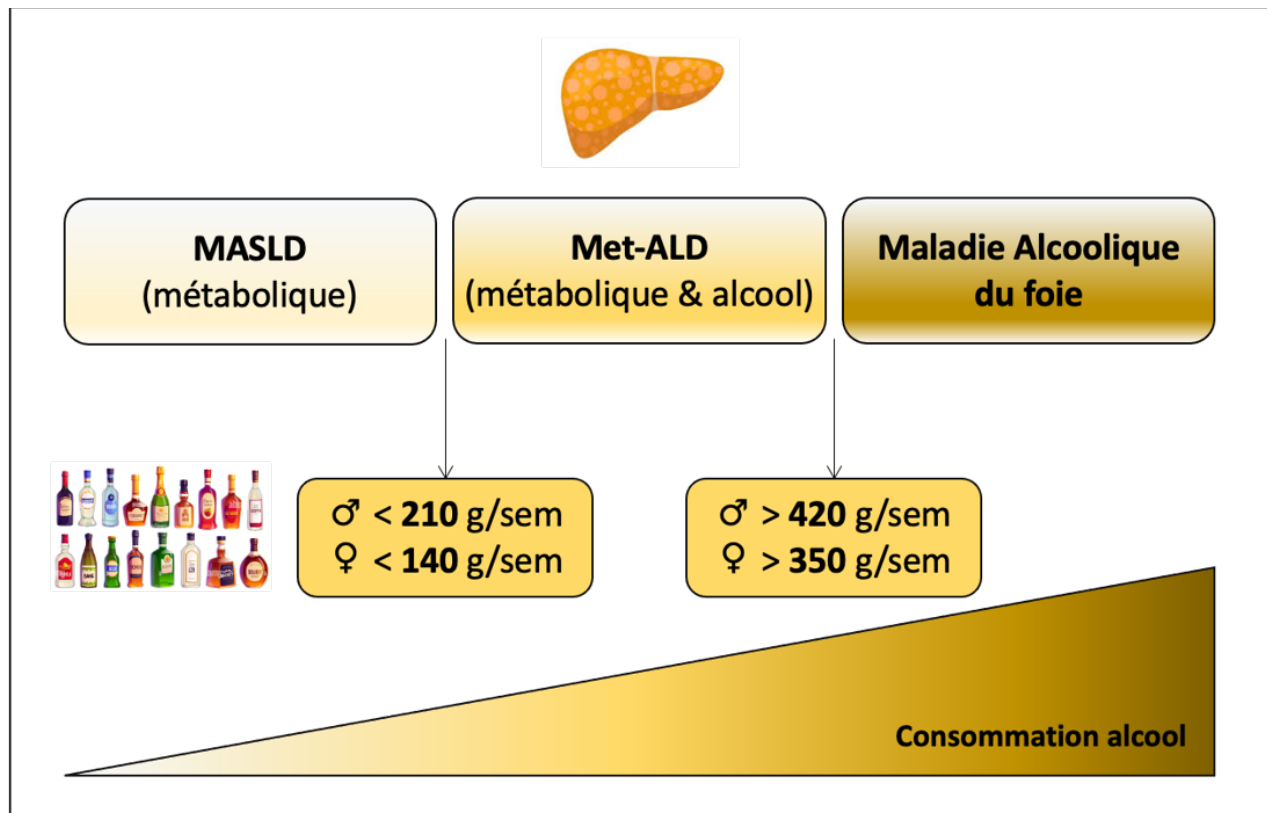 MASLD
(métabolique)
Met-ALD
(métabolique & alcool)
Maladie Alcoolique
du foie
♂ < 210 g/sem
♀ < 140 g/sem
♂ > 420 g/sem
♀ > 350 g/sem
Consommation alcool